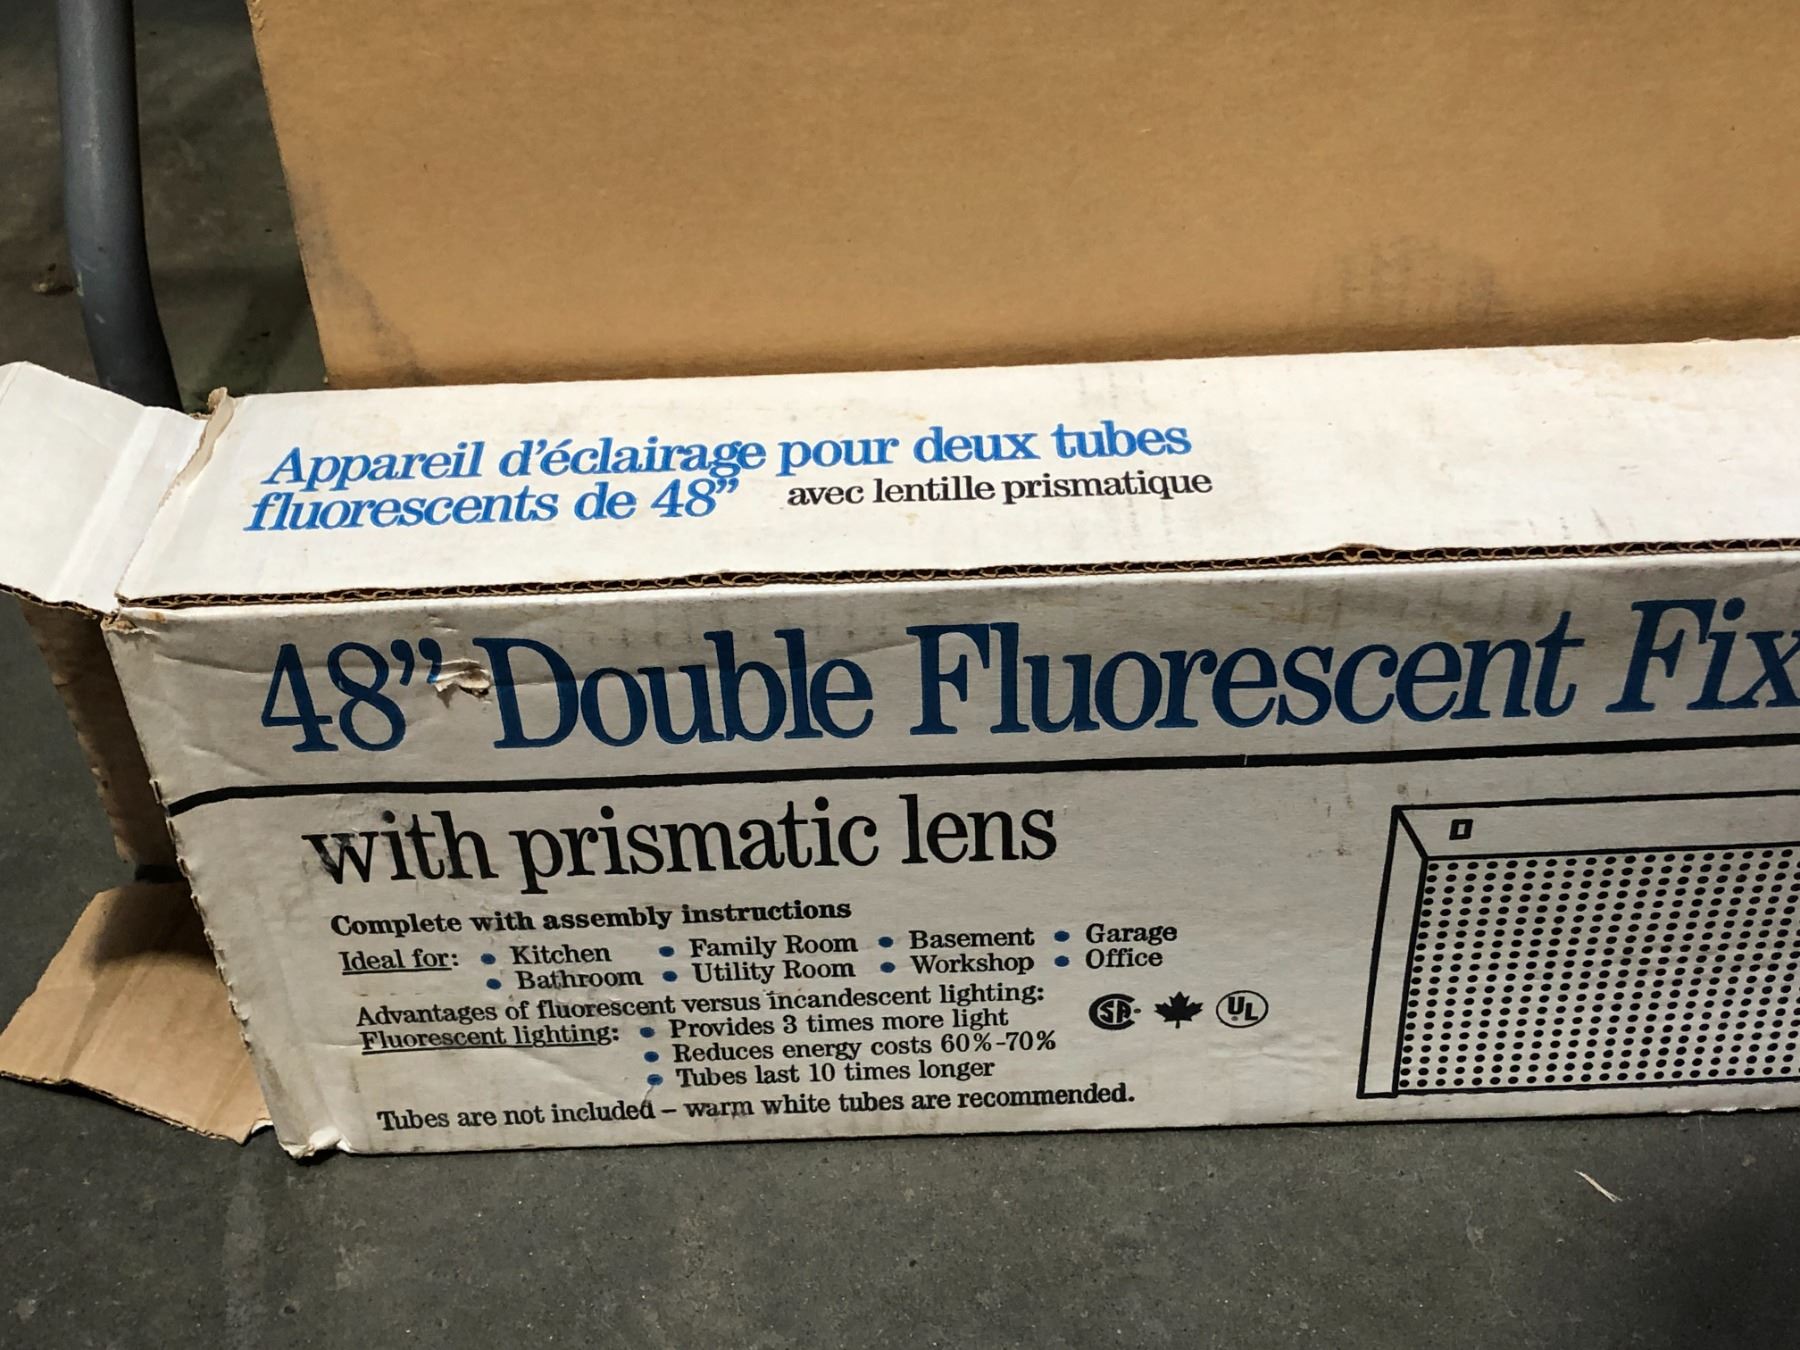 Appareil d'éclairage pour deux tubes
fluorescents de 48” avec lentille prismatique
48” Double Fluorescent Fix
with prismatic lens
Complete with assembly instructions
Ideal for: • Kitchen • Family Room • Basement • Garage
• Bathroom • Utility Room • Workshop • Office
Advantages of fluorescent versus incandescent lighting:
Fluorescent lighting: • Provides 3 times more light
• Reduces energy costs 60%-70%
• Tubes last 10 times longer
SA UL
Tubes are not included – warm white tubes are recommended.